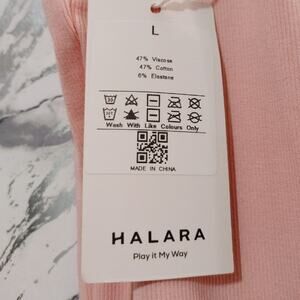 L
47% Viscose
47% Cotton
6% Elastane
Wash With Like Colours Only
MADE IN CHINA
HALARA
Play it My Way